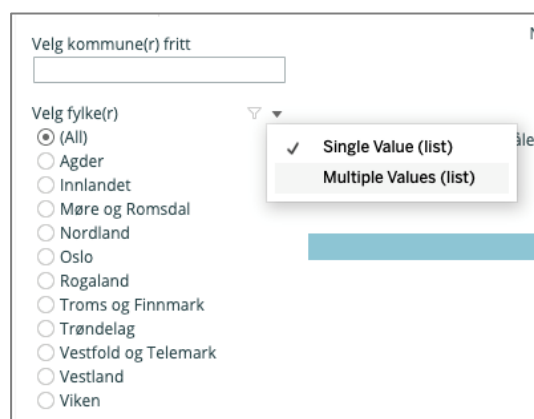 Velg kommune(r) fritt
Velg fylke(r)
(All)
Single Value (list)
Agder
Multiple Values (list)
Innlandet
Møre og Romsdal
Nordland
Oslo
Rogaland
Troms og Finnmark
Trøndelag
Vestfold og Telemark
Vestland
Viken